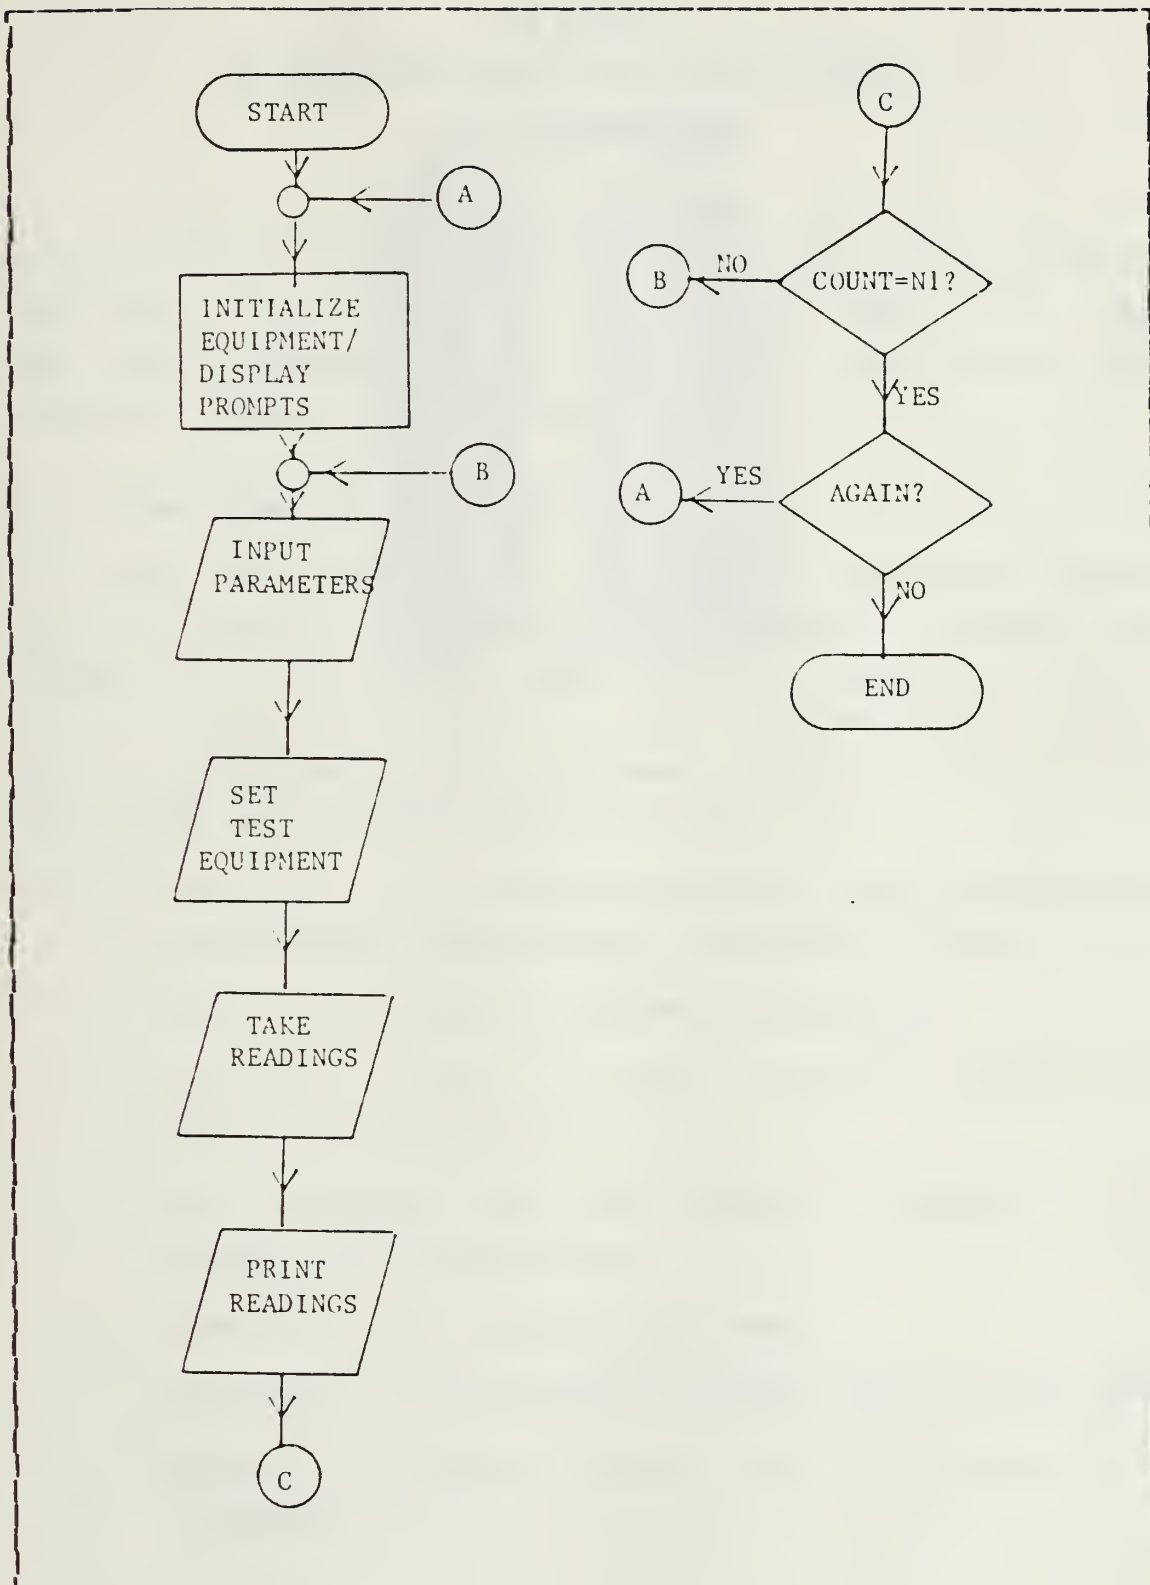 START
A
INITIALIZE
EQUIPMENT/
DISPLAY
PROMPTS
B
INPUT
PARAMETERS
SET
TEST
EQUIPMENT
TAKE
READINGS
PRINT
READINGS
C
C
COUNT=N1?
NO
B
YES
AGAIN?
YES
A
NO
END